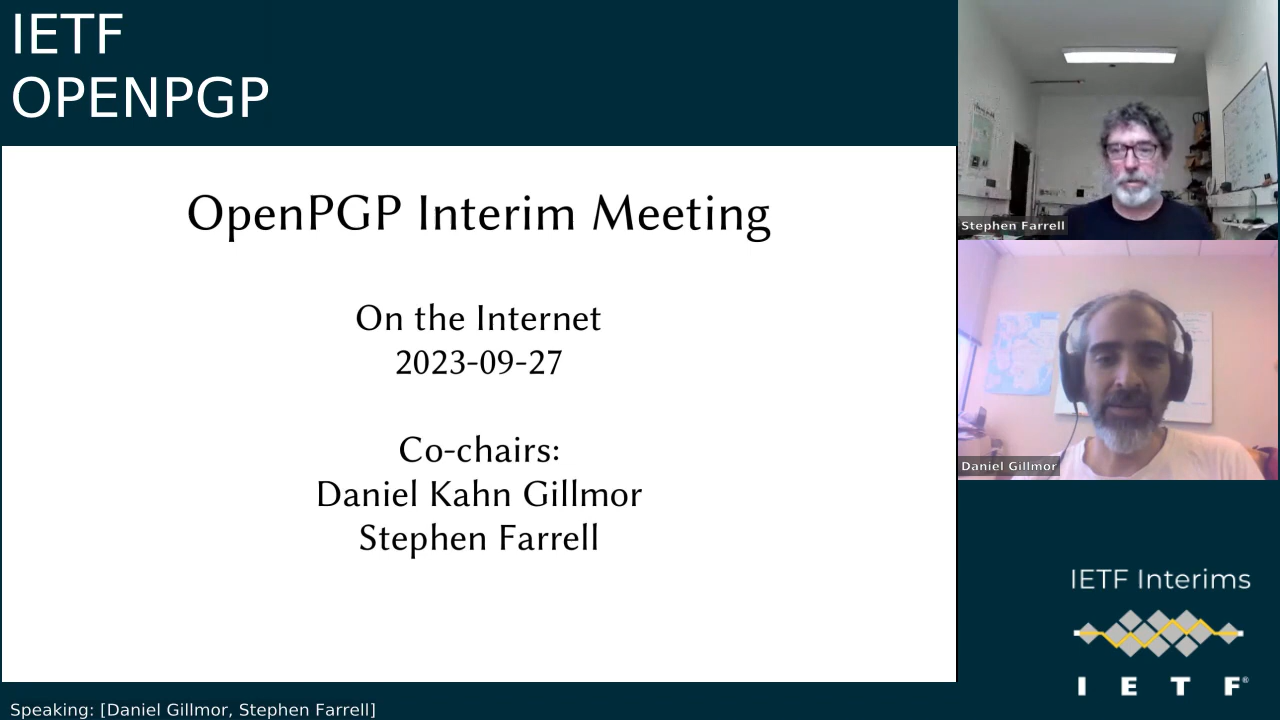 IETF
OPENPGP
OpenPGP Interim Meeting
On the Internet
2023-09-27
Co-chairs:
Daniel Kahn Gillmor
Stephen Farrell
Stephen Farrell
Daniel Gillmor
IETF Interims
I E T F®
Speaking: [Daniel Gillmor, Stephen Farrell]